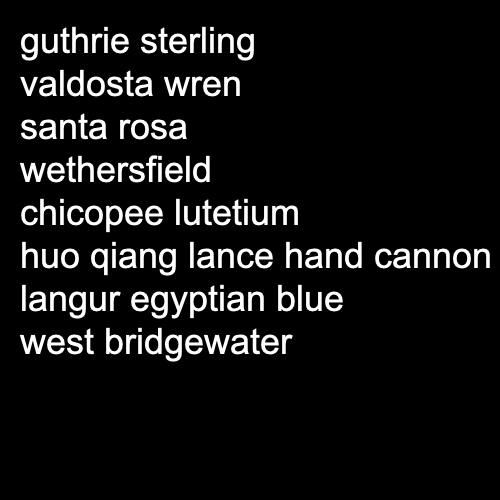 guthrie sterling
valdosta wren
santa rosa
wethersfield
chicopee lutetium
huo qiang lance hand cannon
langur egyptian blue
west bridgewater